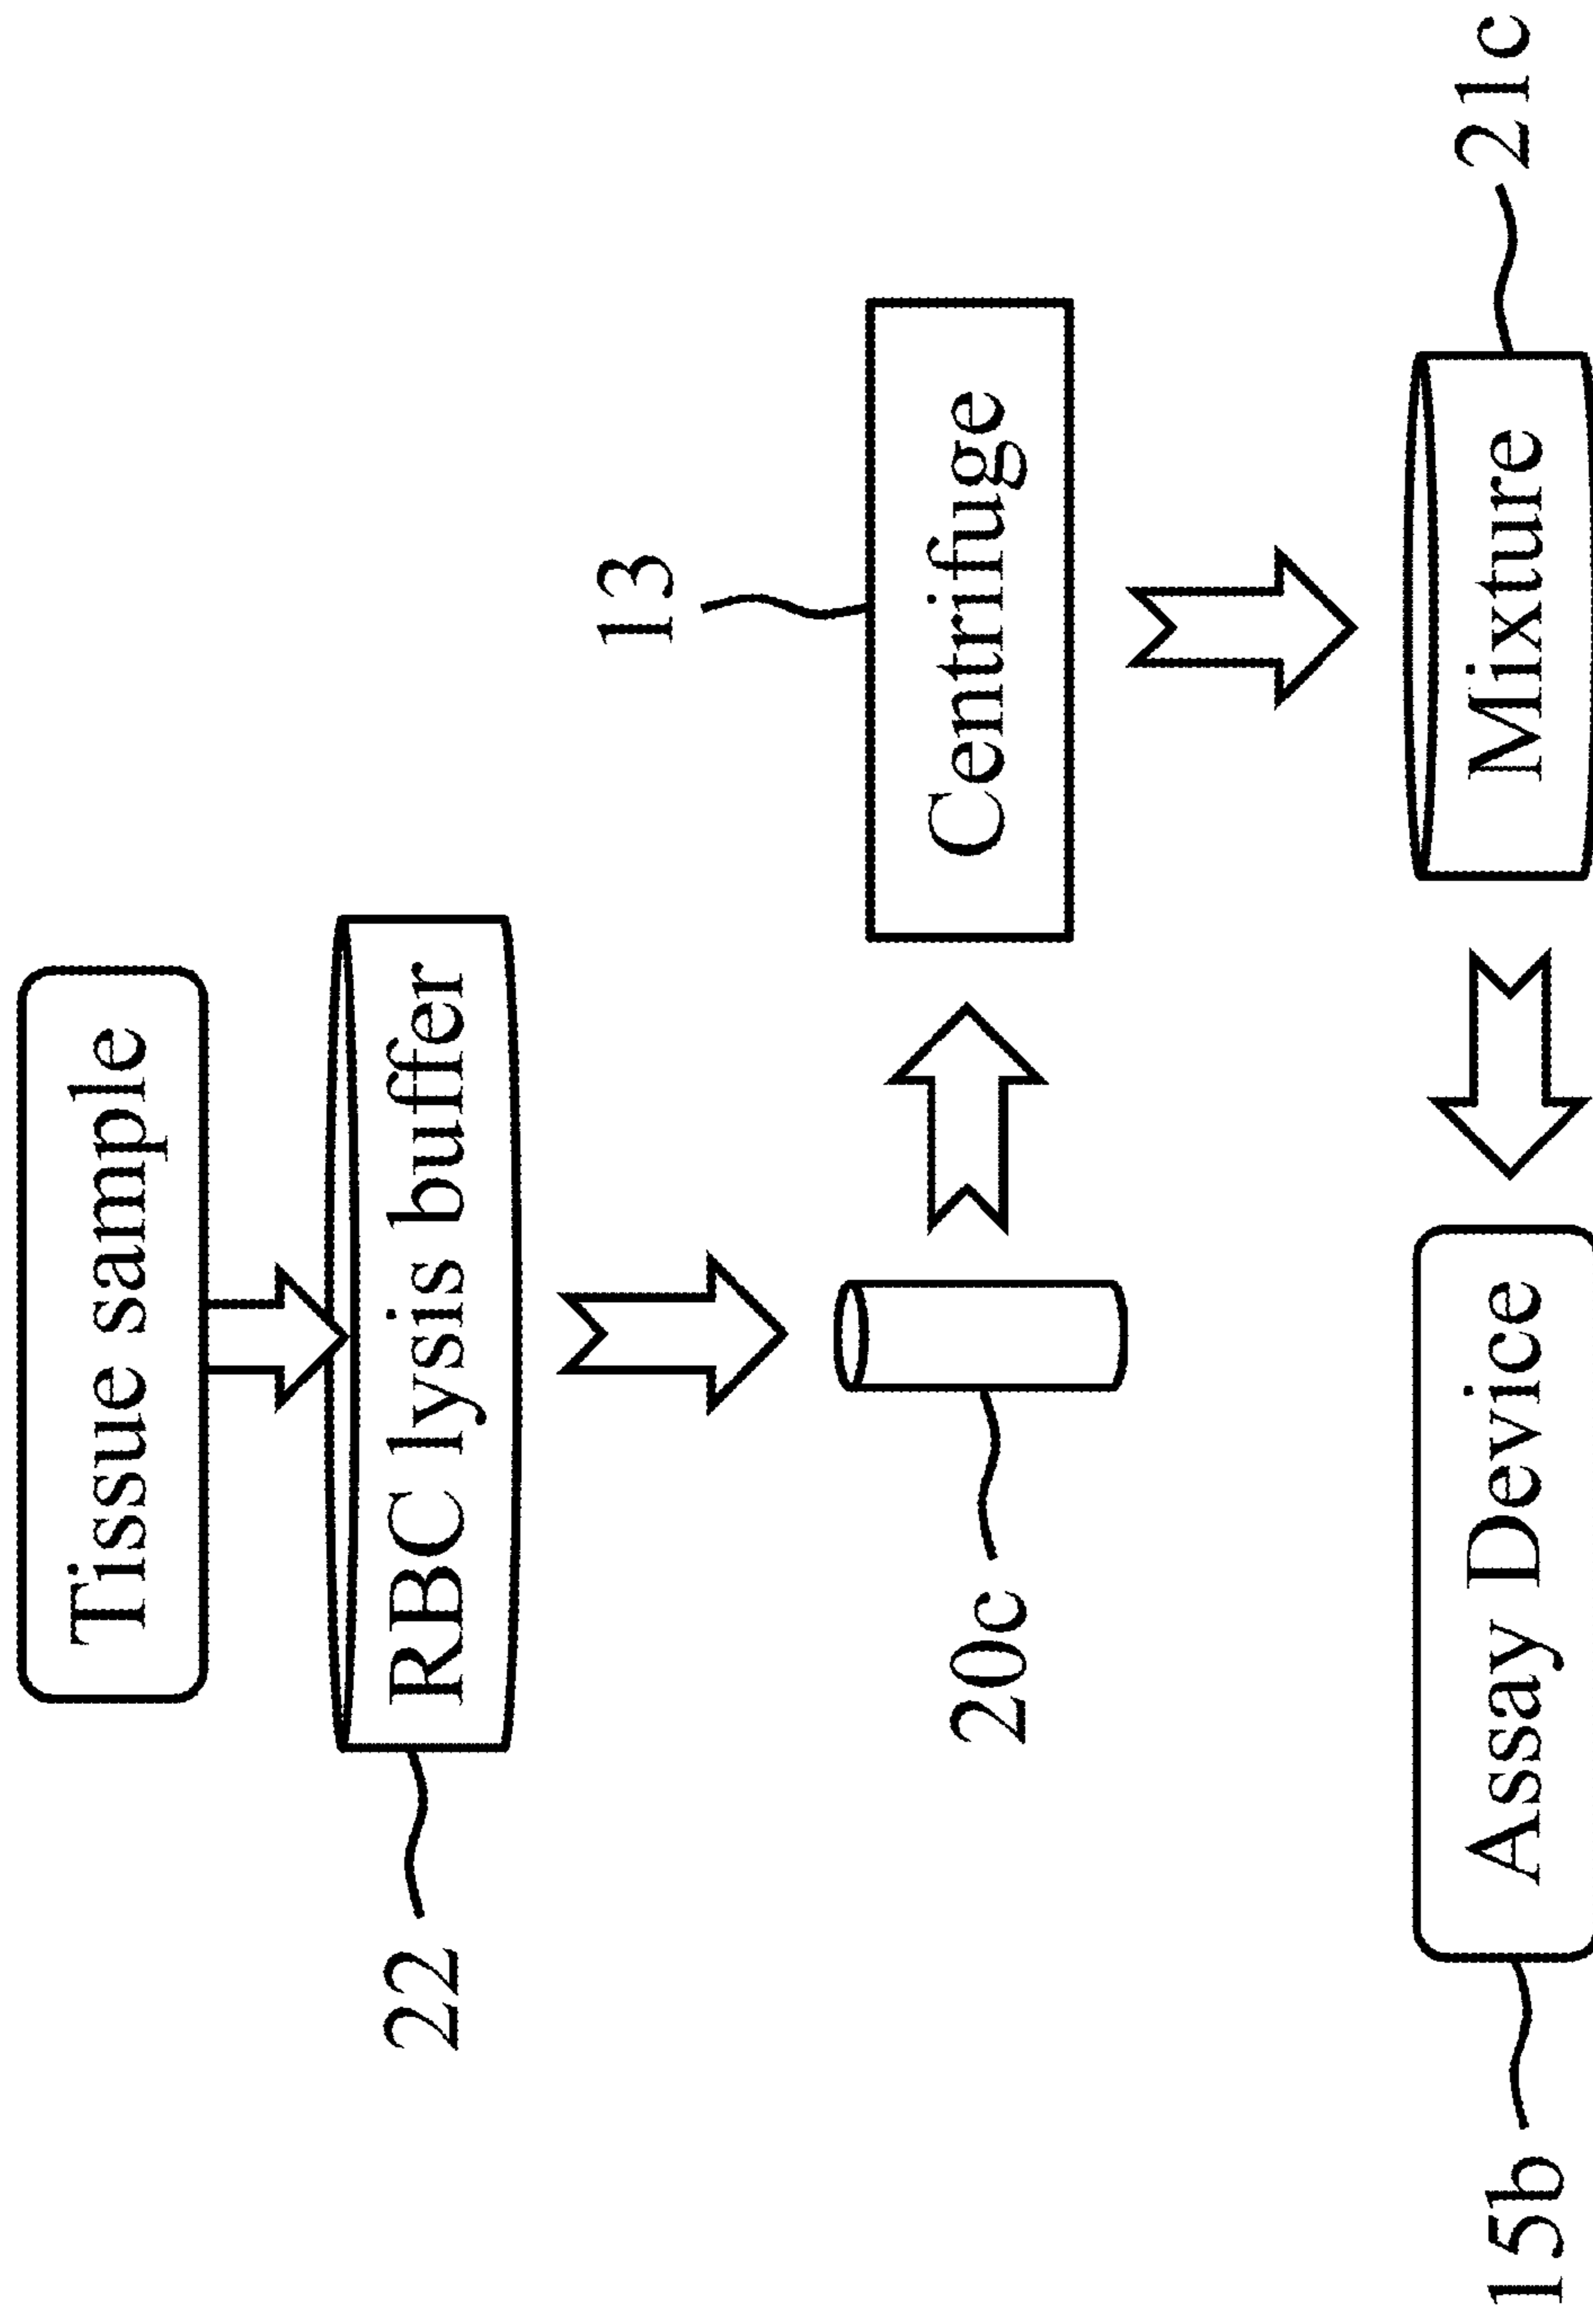 Tissue sample
22
RBC lysis buffer
13
20c
Centrifuge
15b
Assay Device
Mixture
21c